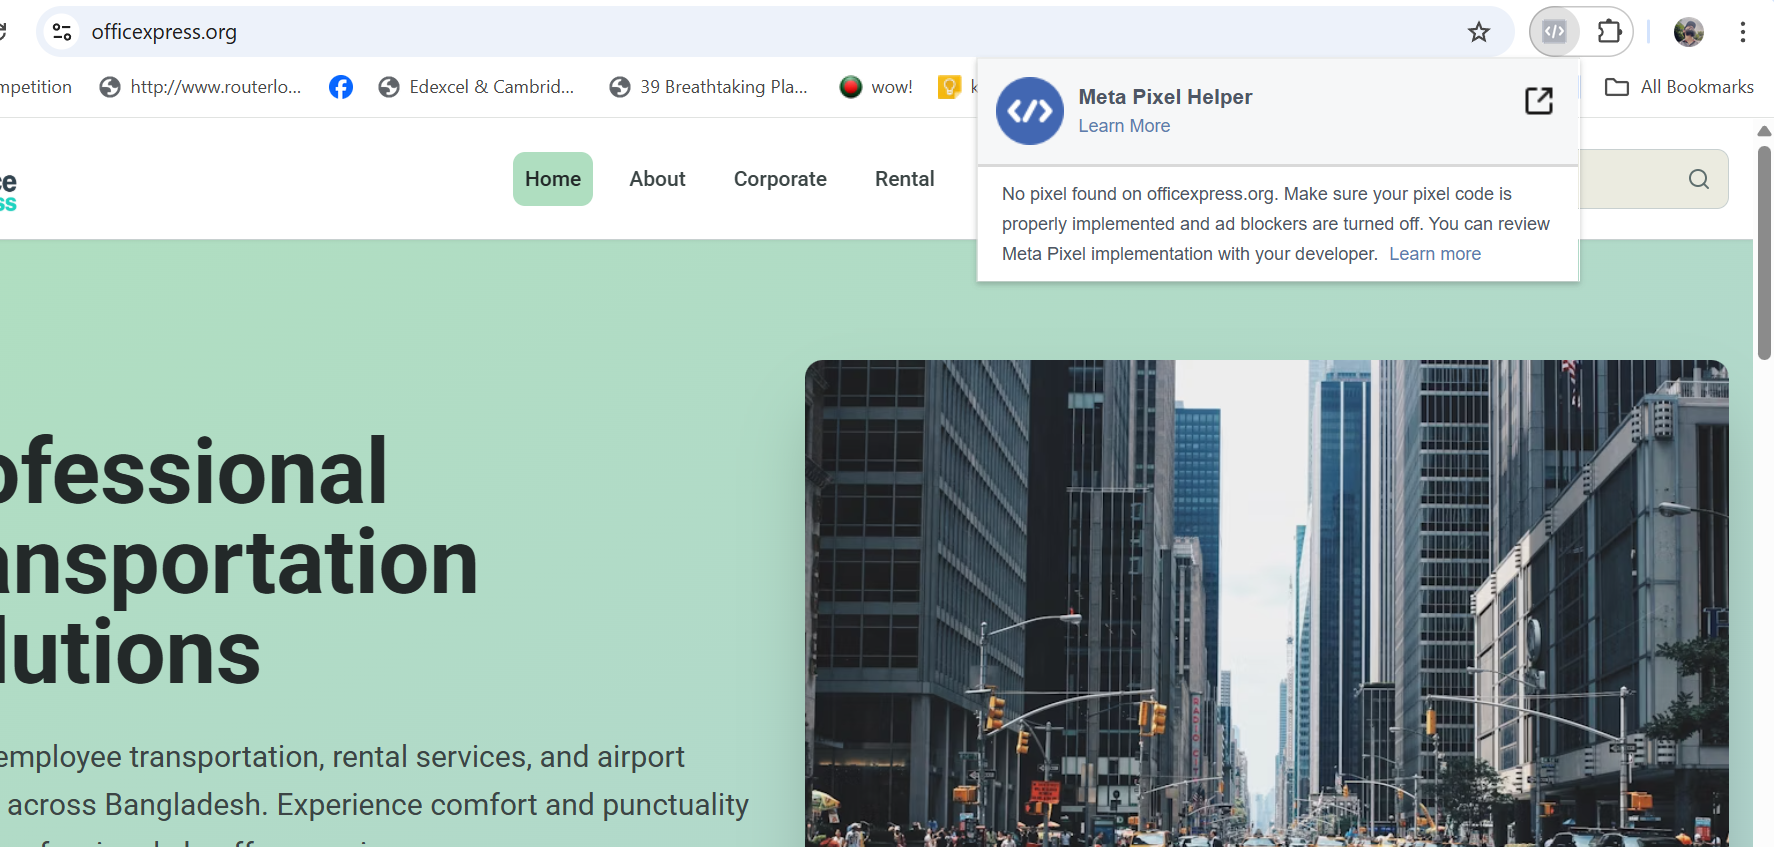 officexpress.org
mpetition
http://www.routerlo...
Edexcel & Cambrid...
39 Breathtaking Pla...
wow!
k
All Bookmarks
Meta Pixel Helper
Learn More
No pixel found on officexpress.org. Make sure your pixel code is
properly implemented and ad blockers are turned off. You can review
Meta Pixel implementation with your developer. Learn more
ce
ss
Home
About
Corporate
Rental
ofessional
ansportation
lutions
employee transportation, rental services, and airport
across Bangladesh. Experience comfort and punctuality